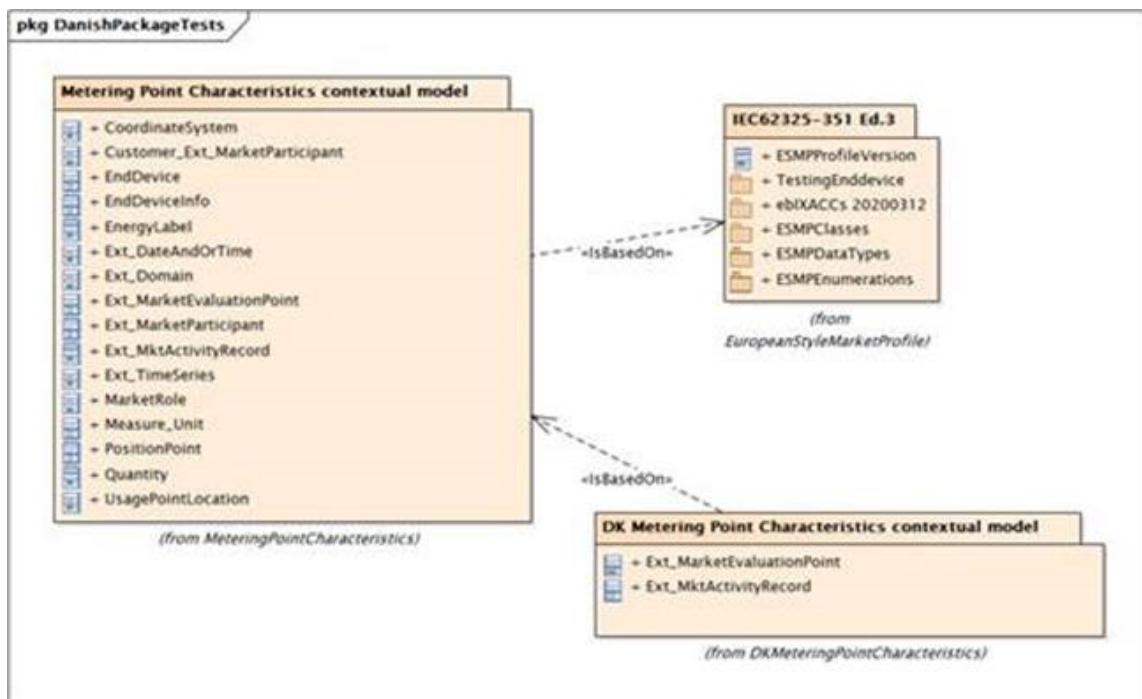 pkg DanishPackageTests
Metering Point Characteristics contextual model
+ CoordinateSystem
+ Customer_Ext_MarketParticipant
+ EndDevice
+ EndDeviceInfo
+ EnergyLabel
+ Ext_DateAndOrTime
+ Ext_Domain
+ Ext_MarketEvaluationPoint
+ Ext_MarketParticipant
+ Ext_MktActivityRecord
+ Ext_TimeSeries
+ MarketRole
+ Measure_Unit
+ PositionPoint
+ Quantity
+ UsagePointLocation
(from MeteringPointCharacteristics)
«IsBasedOn»
IEC62325-351 Ed.3
+ ESMPProfileVersion
+ TestingEnddevice
+ ebIXACCs 20200312
+ ESMPClasses
+ ESMPDataTypes
+ ESMPEnumerations
(from
EuropeanStyleMarketProfile)
«IsBasedOn»
DK Metering Point Characteristics contextual model
+ Ext_MarketEvaluationPoint
+ Ext_MktActivityRecord
(from DKMeteringPointCharacteristics)